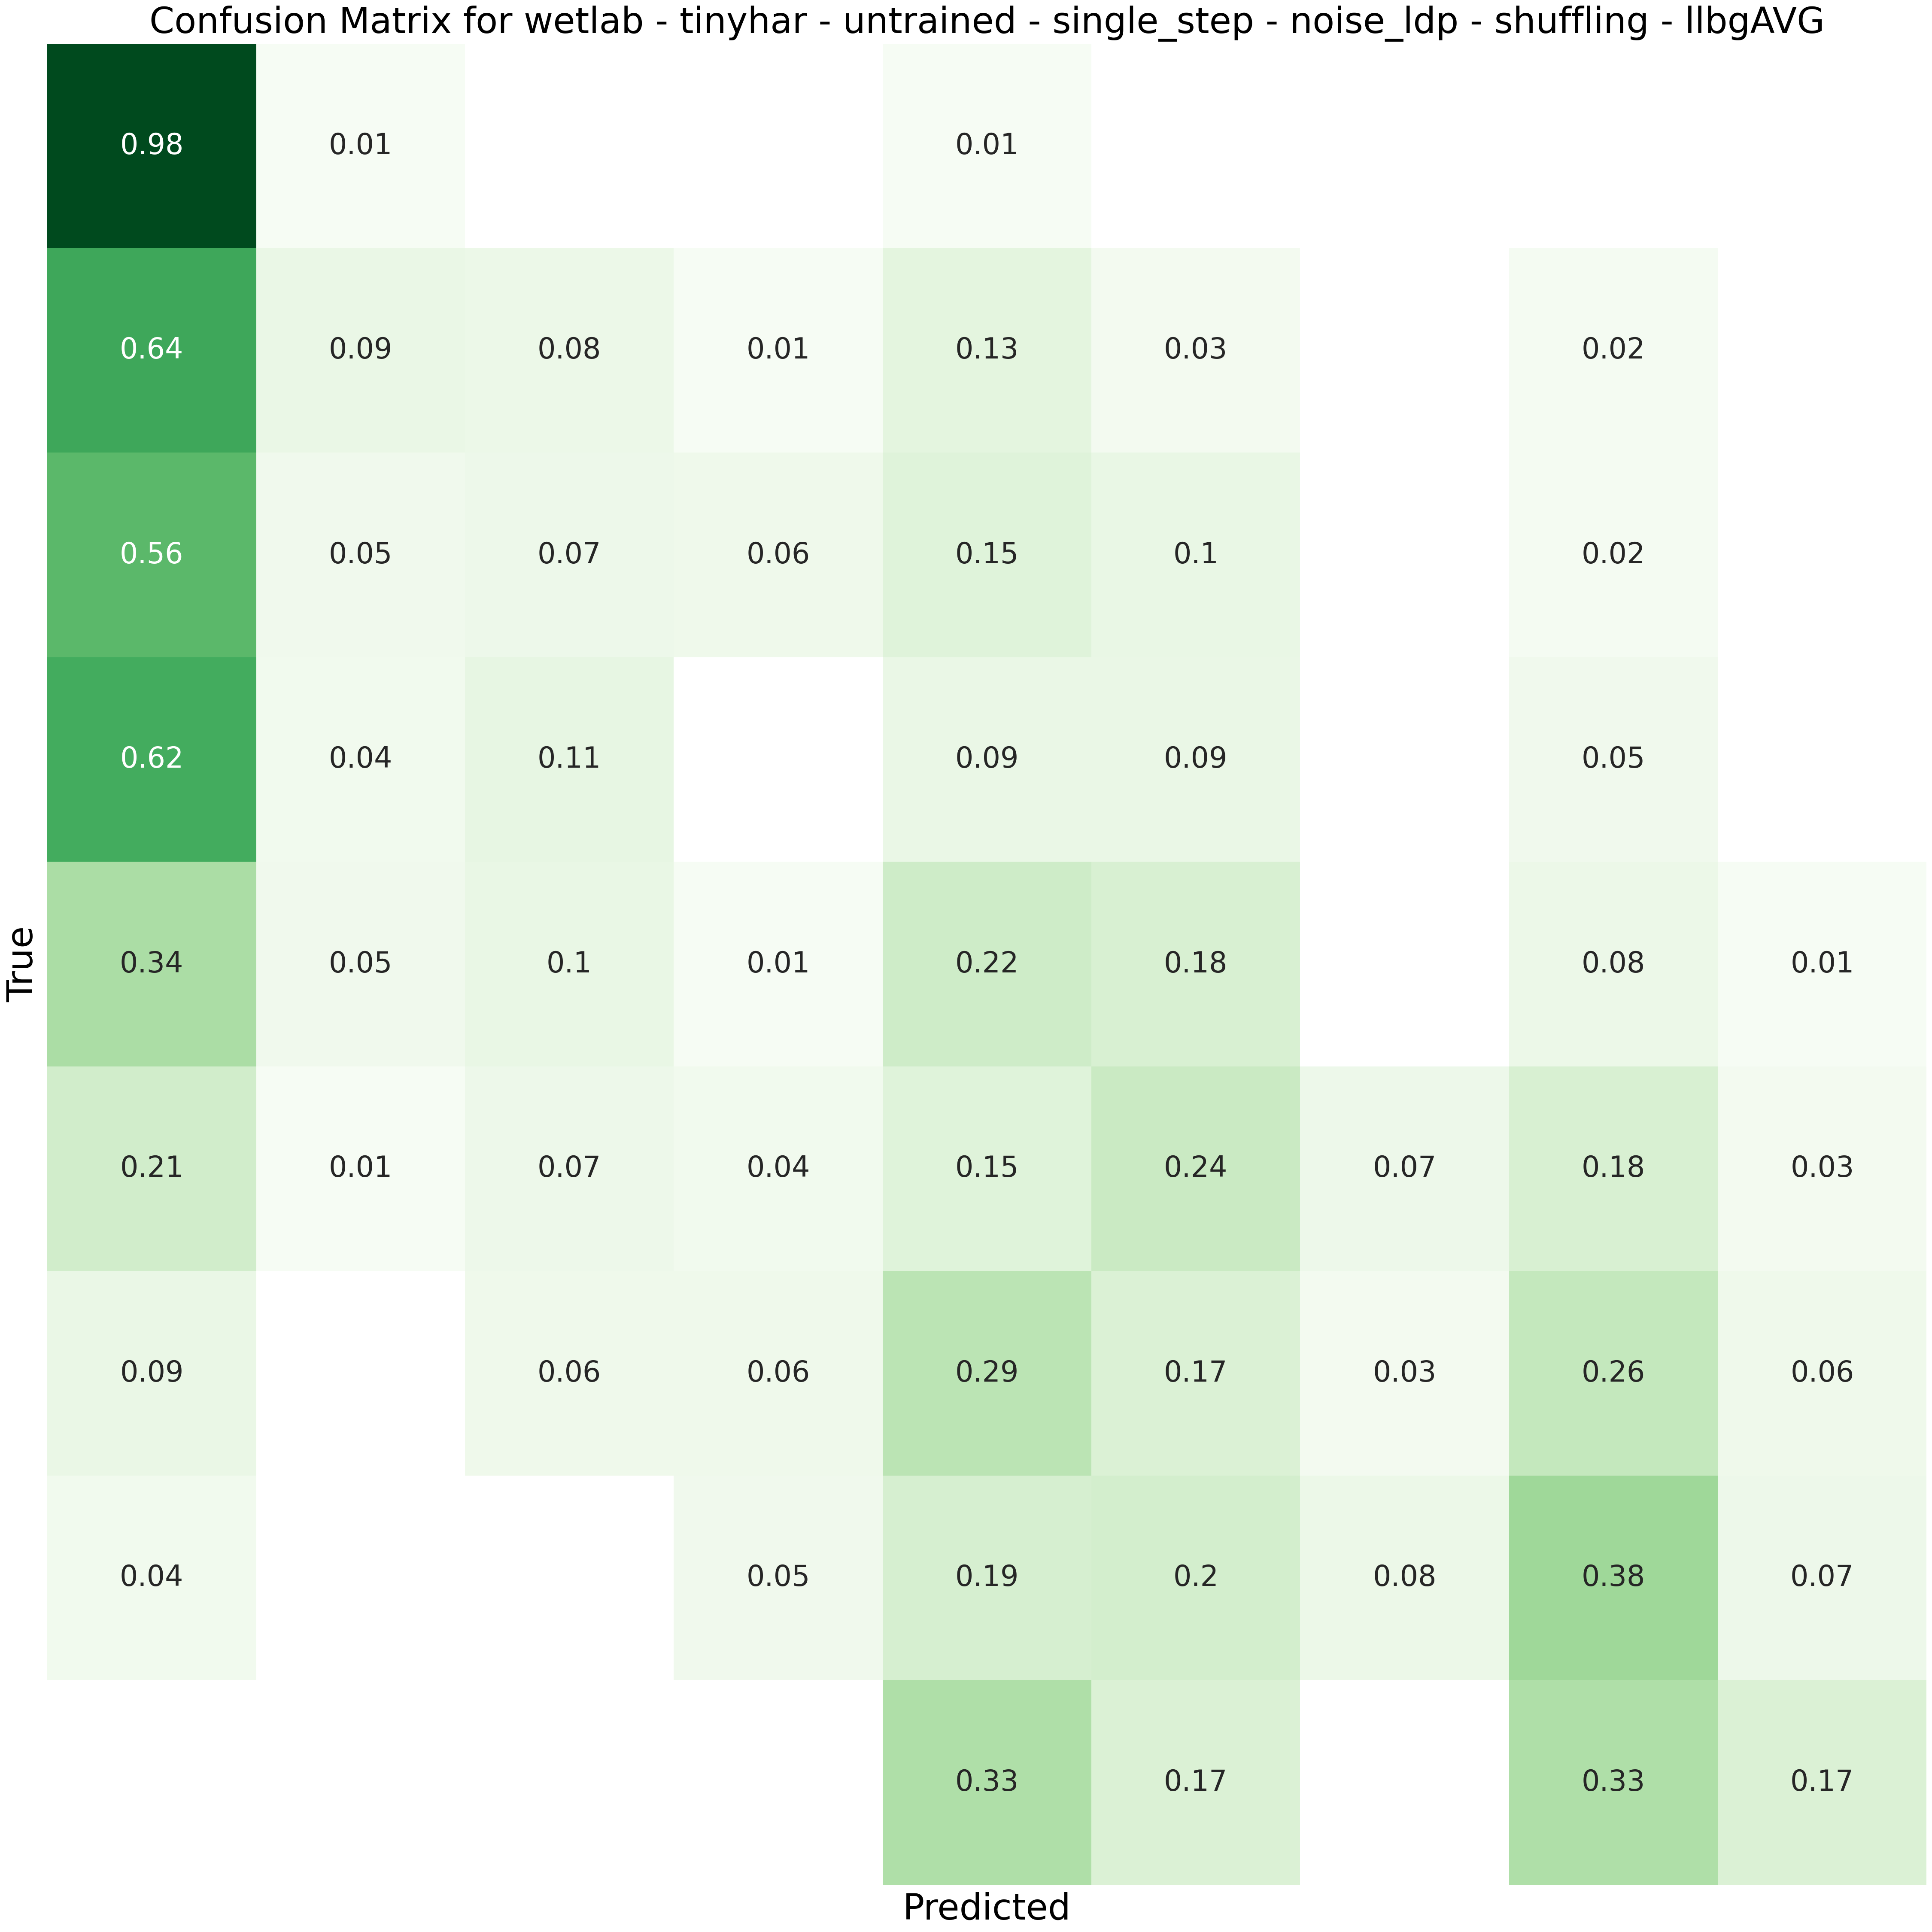 Confusion Matrix for wetlab - tinyhar - untrained - single_step - noise_ldp - shuffling - llbgAVG
0.98 0.01 0.01
0.64 0.09 0.08 0.01 0.13 0.03 0.02
0.56 0.05 0.07 0.06 0.15 0.1 0.02
0.62 0.04 0.11 0.09 0.09 0.05
True
0.34 0.05 0.1 0.01 0.22 0.18 0.08 0.01
0.21 0.01 0.07 0.04 0.15 0.24 0.07 0.18 0.03
0.09 0.06 0.06 0.29 0.17 0.03 0.26 0.06
0.04 0.05 0.19 0.2 0.08 0.38 0.07
0.33 0.17 0.33 0.17
Predicted